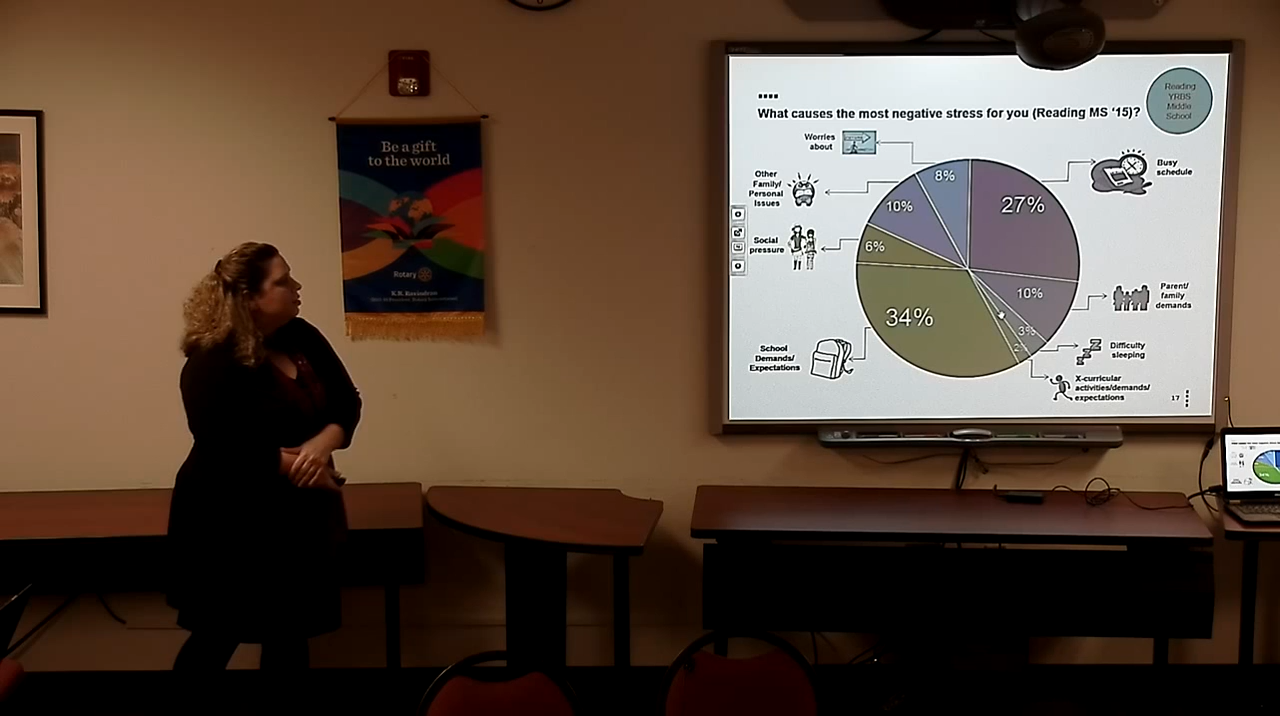 Be a gift
to the world
Rotary
K.R. Ravindran
What causes the most negative stress for you (Reading MS '15)?
Reading
YRBS
Middle
School
Worries
about
Busy
schedule
Other
Family/
Personal
Issues
Social
pressure
School
Demands/
Expectations
8%
27%
10%
6%
10%
34%
3%
2%
Parent/
family
demands
Difficulty
sleeping
X-curricular
activities/demands/
expectations
17